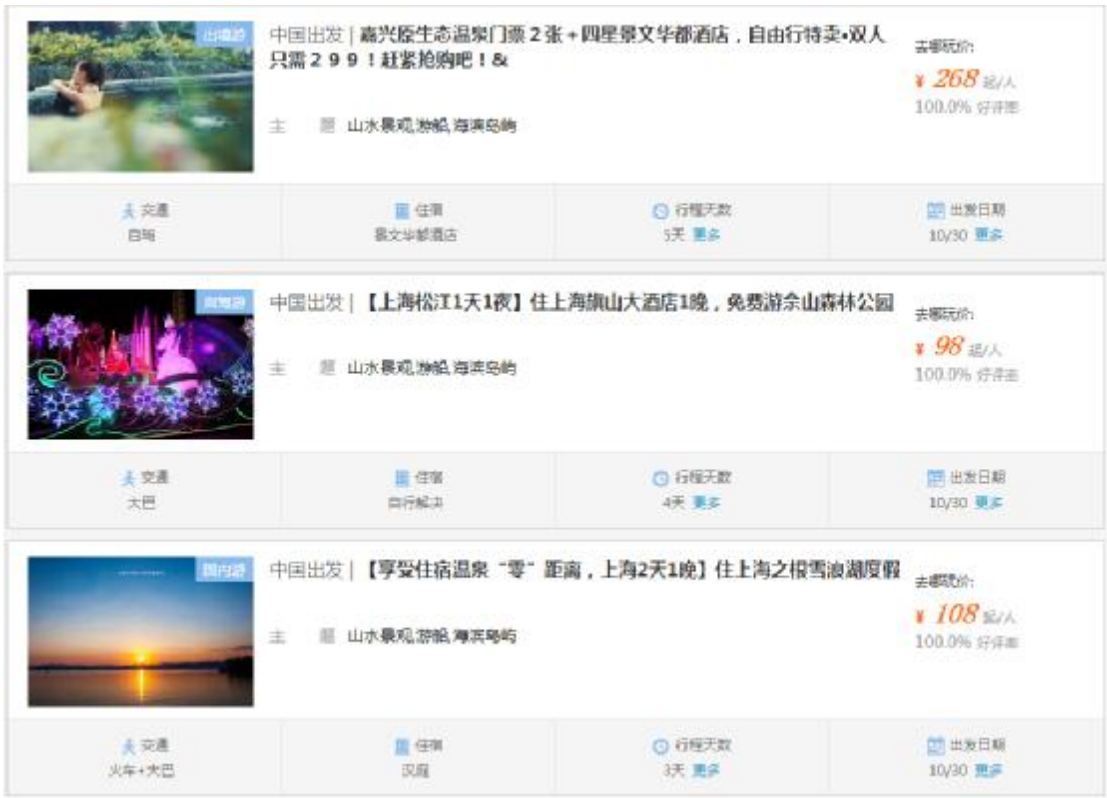 出境游
中国出发 | 嘉兴原生态温泉门票２张+四星景文华都酒店，自由行特卖•双人
只需２９９！赶紧抢购吧！&
去哪玩价:
¥ 268 起/人
100.0% 好评率
主 题 山水景观,游船,海滨岛屿
交通 住宿 行程天数 出发日期
自驾 景文华都酒店 5天 更多 10/30 更多
中国出发 | 【上海松江1天1夜】住上海旗山大酒店1晚，免费游佘山森林公园
去哪玩价:
¥ 98 起/人
100.0% 好评率
主 题 山水景观,游船,海滨岛屿
交通 住宿 行程天数 出发日期
大巴 自行解决 4天 更多 10/30 更多
国内游
中国出发 | 【享受住宿温泉“零”距离，上海2天1晚】住上海之根雪浪湖度假
去哪玩价:
¥ 108 起/人
100.0% 好评率
主 题 山水景观,游船,海滨岛屿
交通 住宿 行程天数 出发日期
火车+大巴 汉庭 3天 更多 10/30 更多